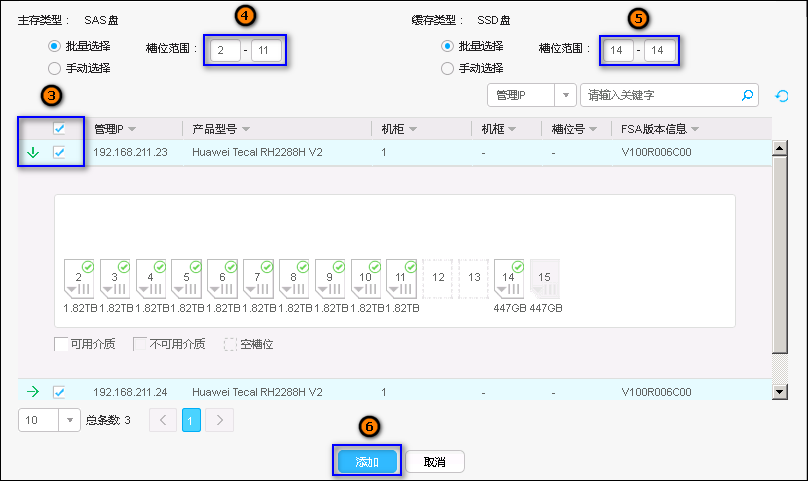 ④ ⑤
主存类型： SAS盘 缓存类型： SSD盘
批量选择 槽位范围： 2 - 11 批量选择 槽位范围： 14 - 14
手动选择 手动选择
③ 管理IP 请输入关键字
管理IP 产品型号 机柜 机框 槽位号 FSA版本信息
192.168.211.23 Huawei Tecal RH2288H V2 1 - - V100R006C00
2 3 4 5 6 7 8 9 10 11 12 13 14 15
1.82TB 1.82TB 1.82TB 1.82TB 1.82TB 1.82TB 1.82TB 1.82TB 1.82TB 1.82TB 447GB 447GB
可用介质 不可用介质 空槽位
192.168.211.24 Huawei Tecal RH2288H V2 1 - - V100R006C00
10 总条数: 3 < 1 >
⑥
添加 取消